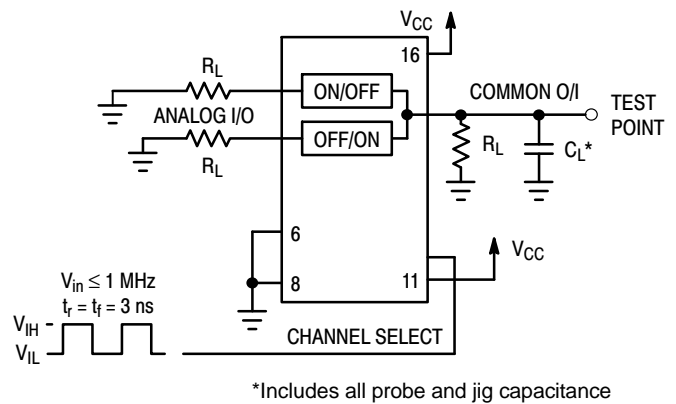 VCC
16
RL
ON/OFF
COMMON O/I
TEST
POINT
ANALOG I/O
OFF/ON
RL
RL
CL*
6
VCC
Vin ≤ 1 MHz
8
11
tr = tf = 3 ns
VIH
CHANNEL SELECT
VIL
*Includes all probe and jig capacitance